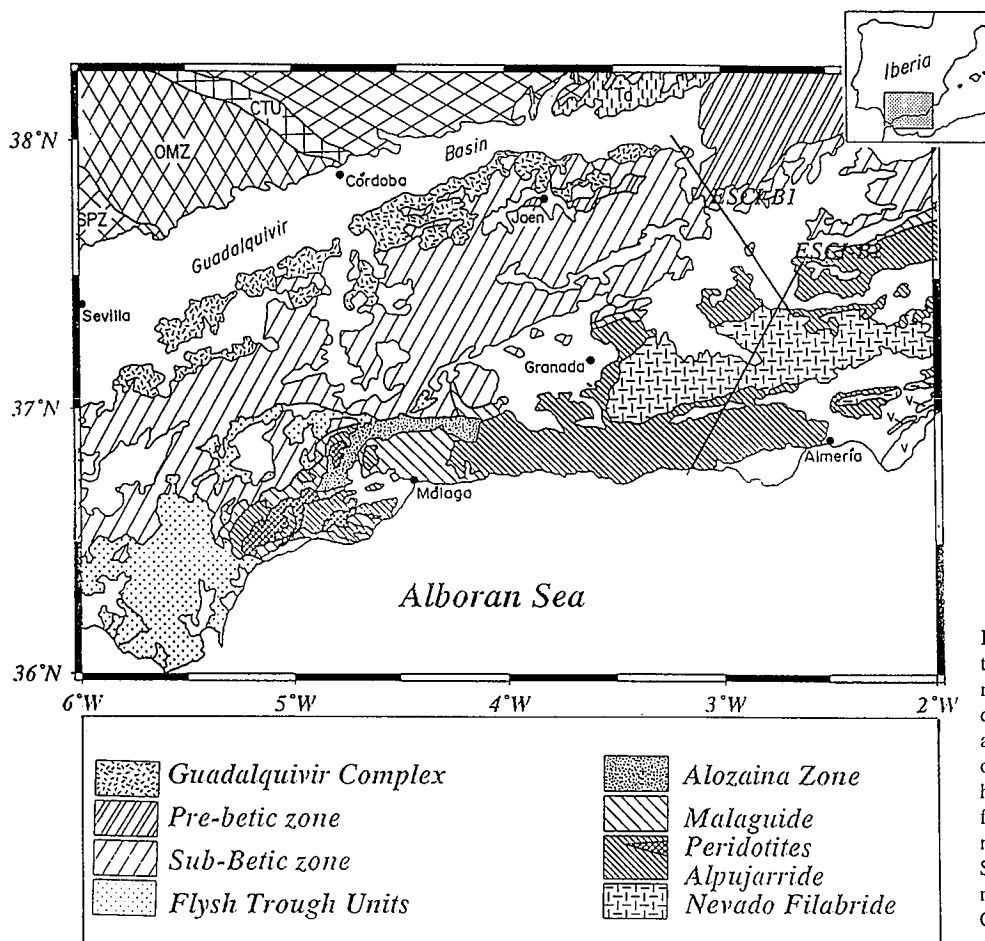 Iberia
38°N
CTU
OMZ
Basin
Córdoba
SPZ
Jaen
ESCI-B1
Guadalquivir
Sevilla
Granada
37°N
Almería
Málaga
Alboran Sea
36°N
6°W
5°W
4°W
3°W
2°W
v
v
v
Guadalquivir Complex
Pre-betic zone
Sub-Betic zone
Flysh Trough Units
Alozaina Zone
Malaguide
Peridotites
Alpujarride
Nevado Filabride